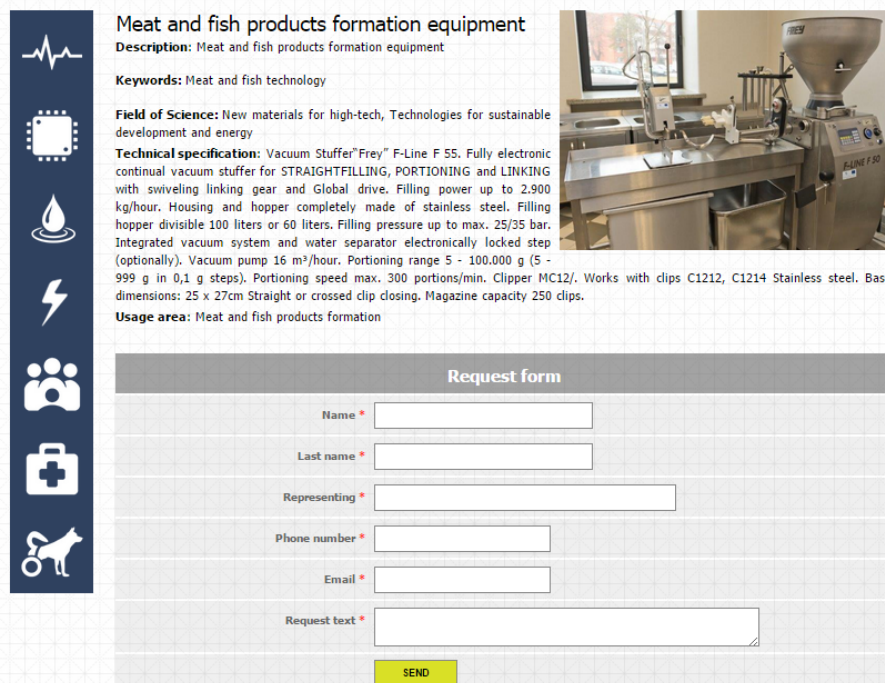 Meat and fish products formation equipment
Description: Meat and fish products formation equipment
Keywords: Meat and fish technology
Field of Science: New materials for high-tech, Technologies for sustainable
development and energy
Technical specification: Vacuum Stuffer“Frey” F-Line F 55. Fully electronic
continual vacuum stuffer for STRAIGHTFILLING, PORTIONING and LINKING
with swiveling linking gear and Global drive. Filling power up to 2.900
kg/hour. Housing and hopper completely made of stainless steel. Filling
hopper divisible 100 liters or 60 liters. Filling pressure up to max. 25/35 bar.
Integrated vacuum system and water separator electronically locked step
(optionally). Vacuum pump 16 m³/hour. Portioning range 5 - 100.000 g (5 -
999 g in 0,1 g steps). Portioning speed max. 300 portions/min. Clipper MC12/. Works with clips C1212, C1214 Stainless steel. Bas
dimensions: 25 x 27cm Straight or crossed clip closing. Magazine capacity 250 clips.
Usage area: Meat and fish products formation
FREY
F-LINE F 50
Request form
Name *
Last name *
Representing *
Phone number *
Email *
Request text *
SEND